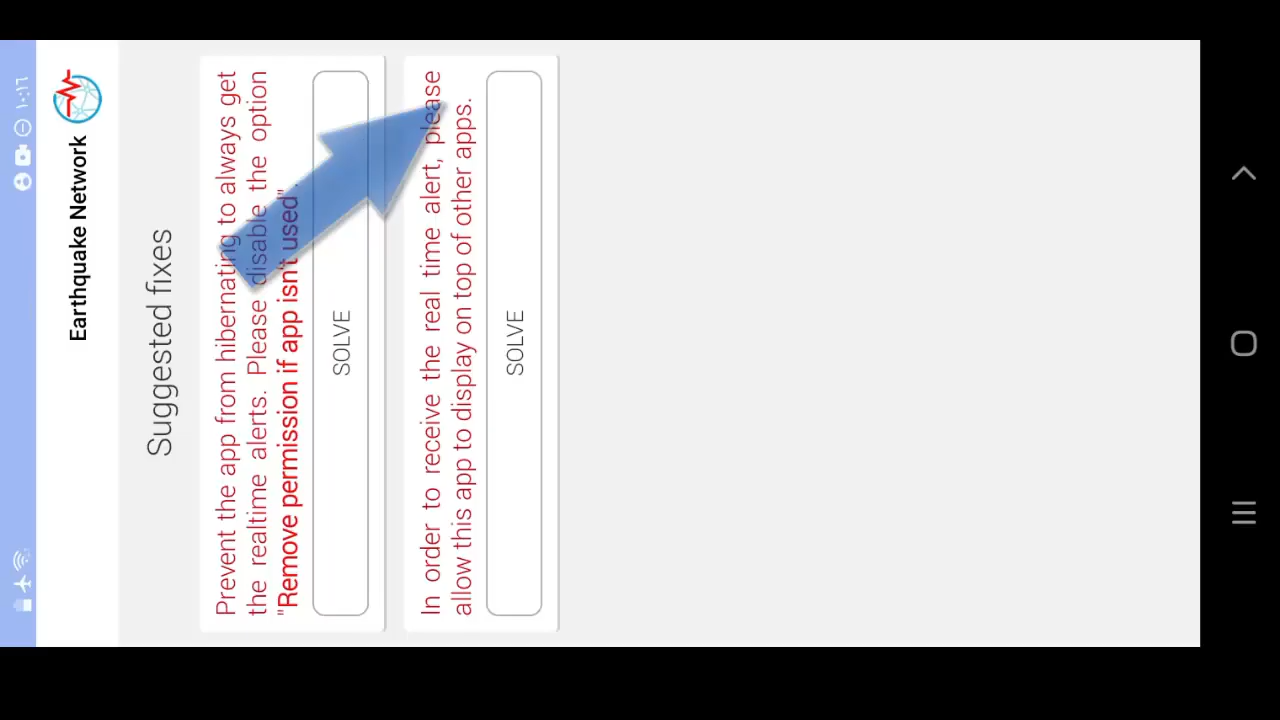 ١٠:١٦
Earthquake Network
Suggested fixes
Prevent the app from hibernating to always get
the realtime alerts. Please disable the option
"Remove permission if app isn't used".
SOLVE
In order to receive the real time alert, please
allow this app to display on top of other apps.
SOLVE